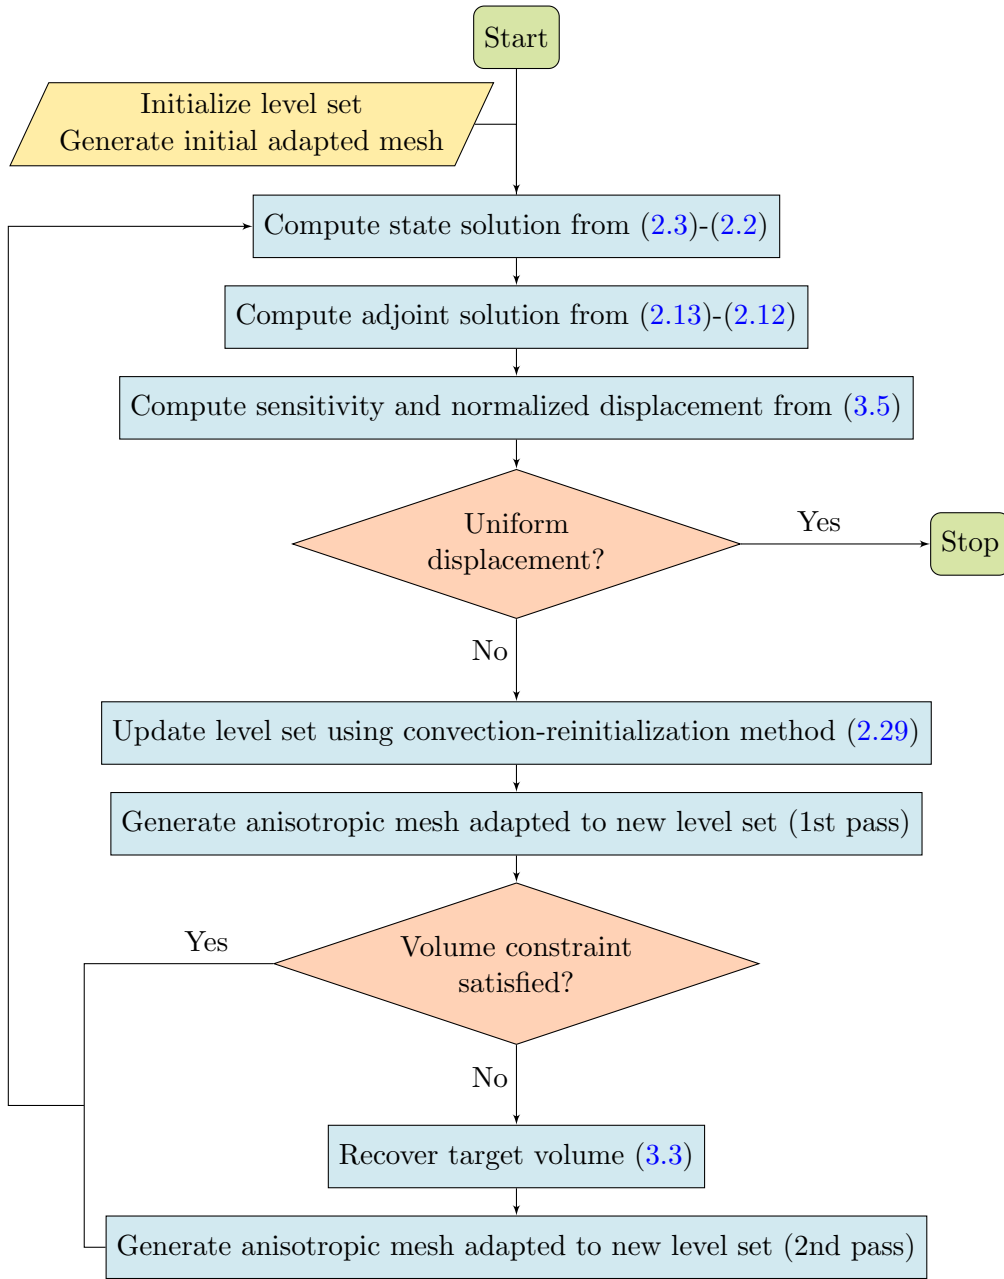 Start
Initialize level set
Generate initial adapted mesh
Compute state solution from (2.3)-(2.2)
Compute adjoint solution from (2.13)-(2.12)
Compute sensitivity and normalized displacement from (3.5)
Uniform
displacement?
Yes
Stop
No
Update level set using convection-reinitialization method (2.29)
Generate anisotropic mesh adapted to new level set (1st pass)
Yes
Volume constraint
satisfied?
No
Recover target volume (3.3)
Generate anisotropic mesh adapted to new level set (2nd pass)